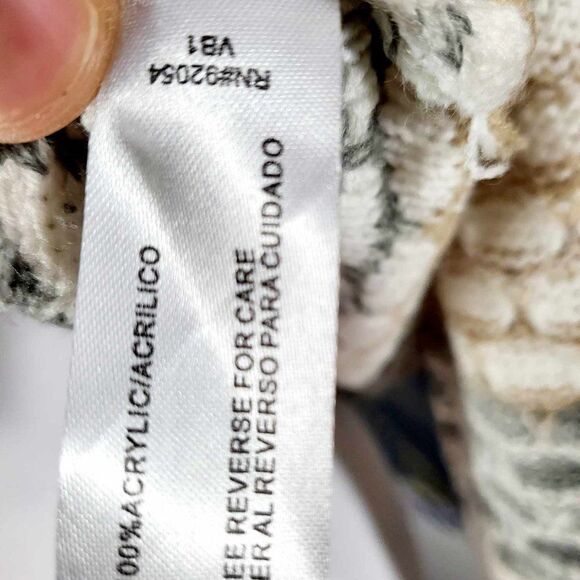 RN#92054
VB1
00%ACRYLIC/ACRILICO
EE REVERSE FOR CARE
ER AL REVERSO PARA CUIDADO